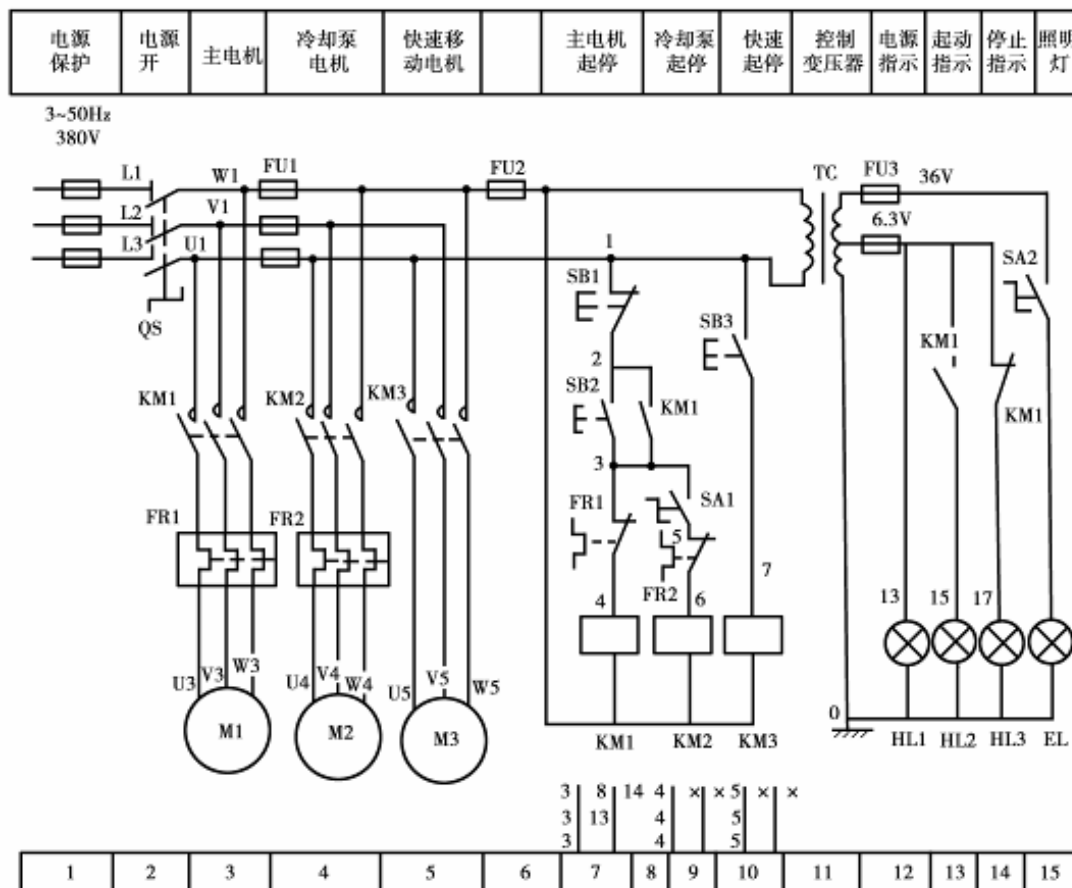 电源
保护
电源
开
主电机
冷却泵
电机
快速移
动电机
主电机
起停
冷却泵
起停
快速
起停
控制
变压器
电源
指示
起动
指示
停止
指示
照明
灯
3~50Hz
380V
L1
W1
FU1
FU2
TC
FU3
36V
L2
V1
6.3V
L3
U1
1
SA2
SB1
QS
SB3
2
KM1
KM1
KM2
KM3
SB2
KM1
KM1
3
FR1
SA1
FR1
FR2
5
7
FR2
4
6
13
15
17
U3
V3
W3
U4
V4
W4
U5
V5
W5
M1
M2
M3
0
KM1
KM2
KM3
HL1
HL2
HL3
EL
3 8 14 4 × × 5 × ×
3 13 4 5
3 4 5
1 2 3 4 5 6 7 8 9 10 11 12 13 14 15